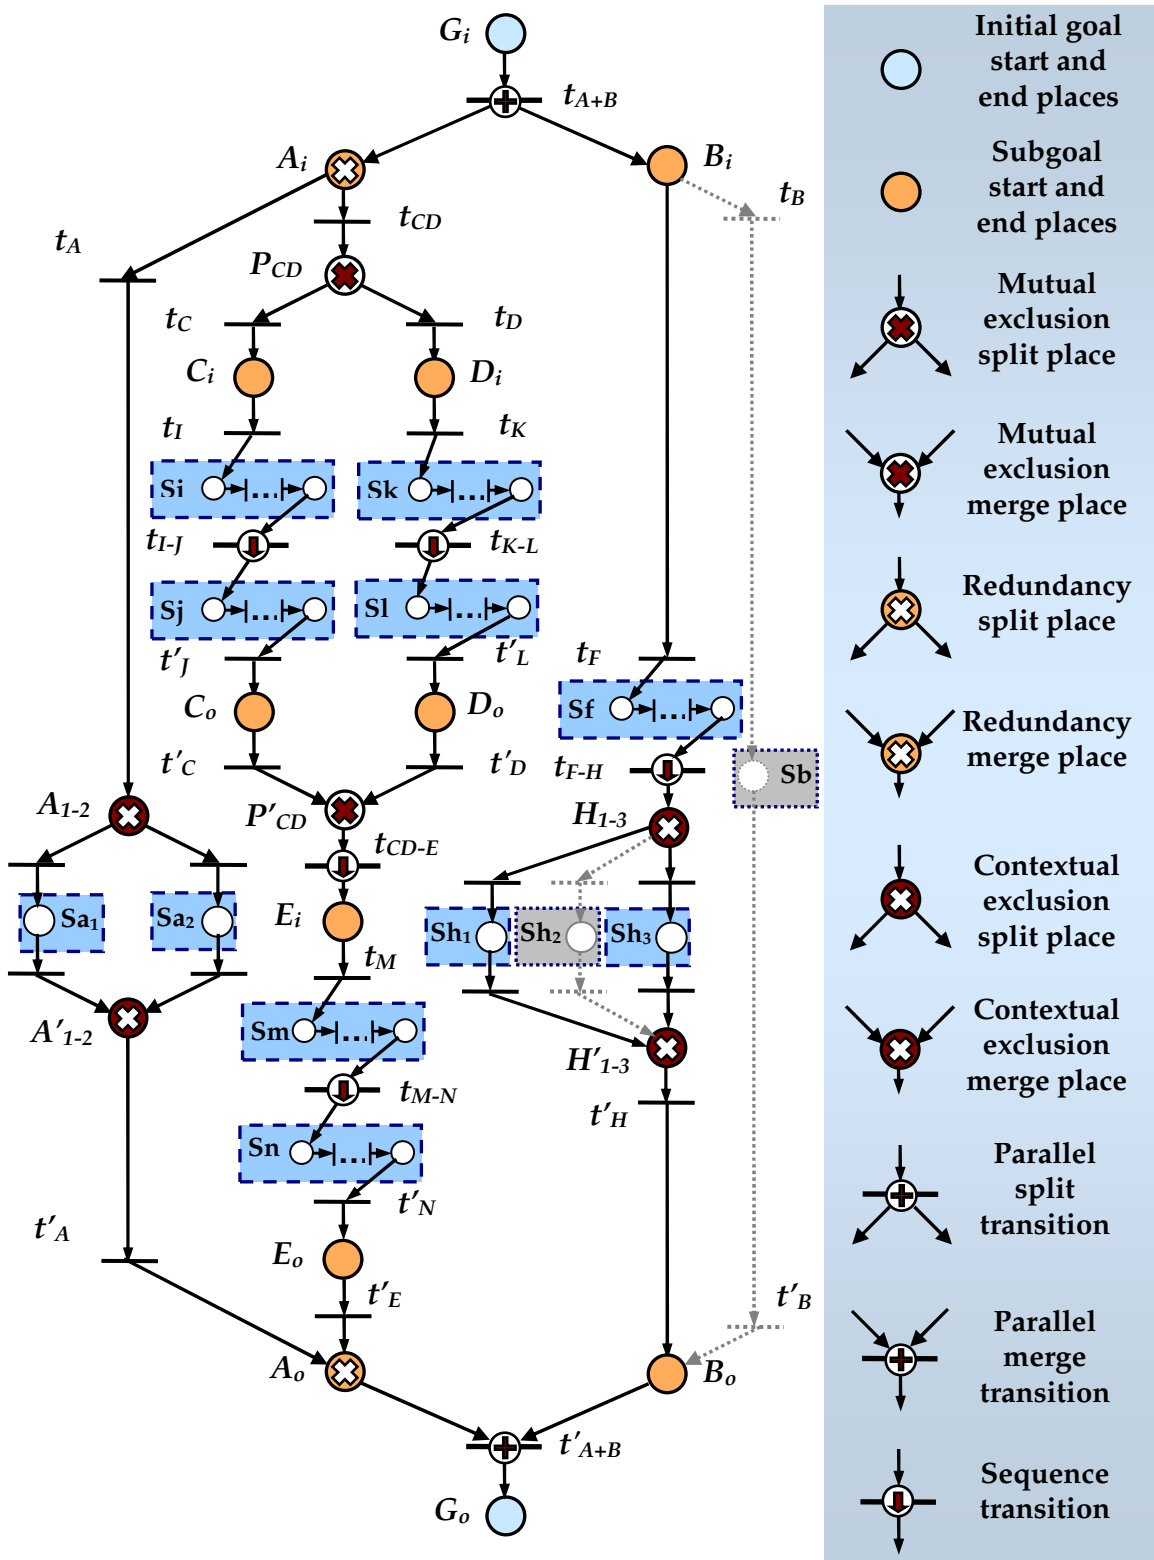 Gi
tA+B
Ai
Bi
tB
tCD
tA
PCD
tC
tD
Ci
Di
tI
tK
Si
...
Sk
...
tI-J
tK-L
Sj
...
Sl
...
t'J
t'L
tF
Co
Do
Sf
...
t'C
t'D
tF-H
Sb
A1-2
P'CD
H1-3
tCD-E
Sa1
Sa2
Ei
Sh1
Sh2
Sh3
tM
A'1-2
Sm
...
H'1-3
tM-N
t'H
Sn
...
t'N
t'A
Eo
t'E
t'B
Ao
Bo
t'A+B
Go
Initial goal
start and
end places
Subgoal
start and
end places
Mutual
exclusion
split place
Mutual
exclusion
merge place
Redundancy
split place
Redundancy
merge place
Contextual
exclusion
split place
Contextual
exclusion
merge place
Parallel
split
transition
Parallel
merge
transition
Sequence
transition